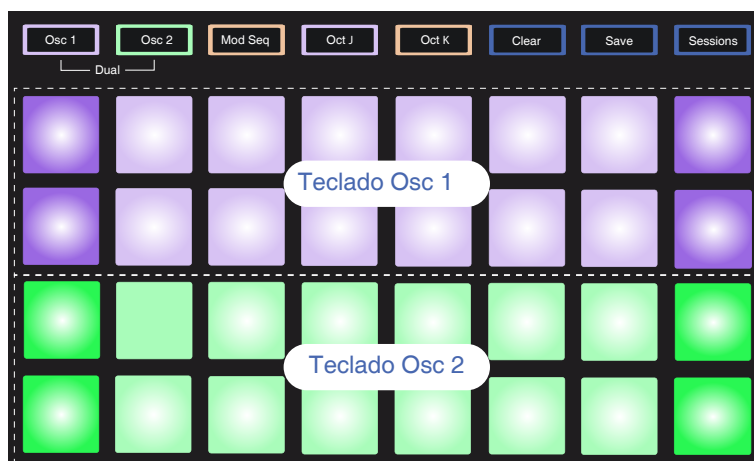 Osc 1 Osc 2 Mod Seq Oct J Oct K Clear Save Sessions
Dual
Teclado Osc 1
Teclado Osc 2